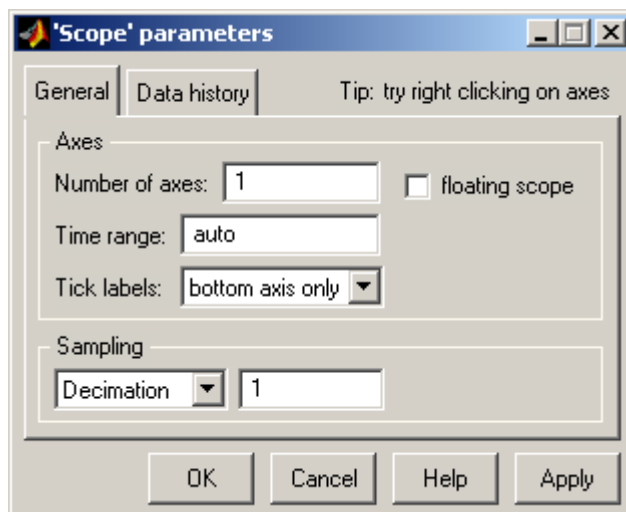 'Scope' parameters
General Data history Tip: try right clicking on axes
Axes
Number of axes: 1 floating scope
Time range: auto
Tick labels: bottom axis only
Sampling
Decimation 1
OK Cancel Help Apply